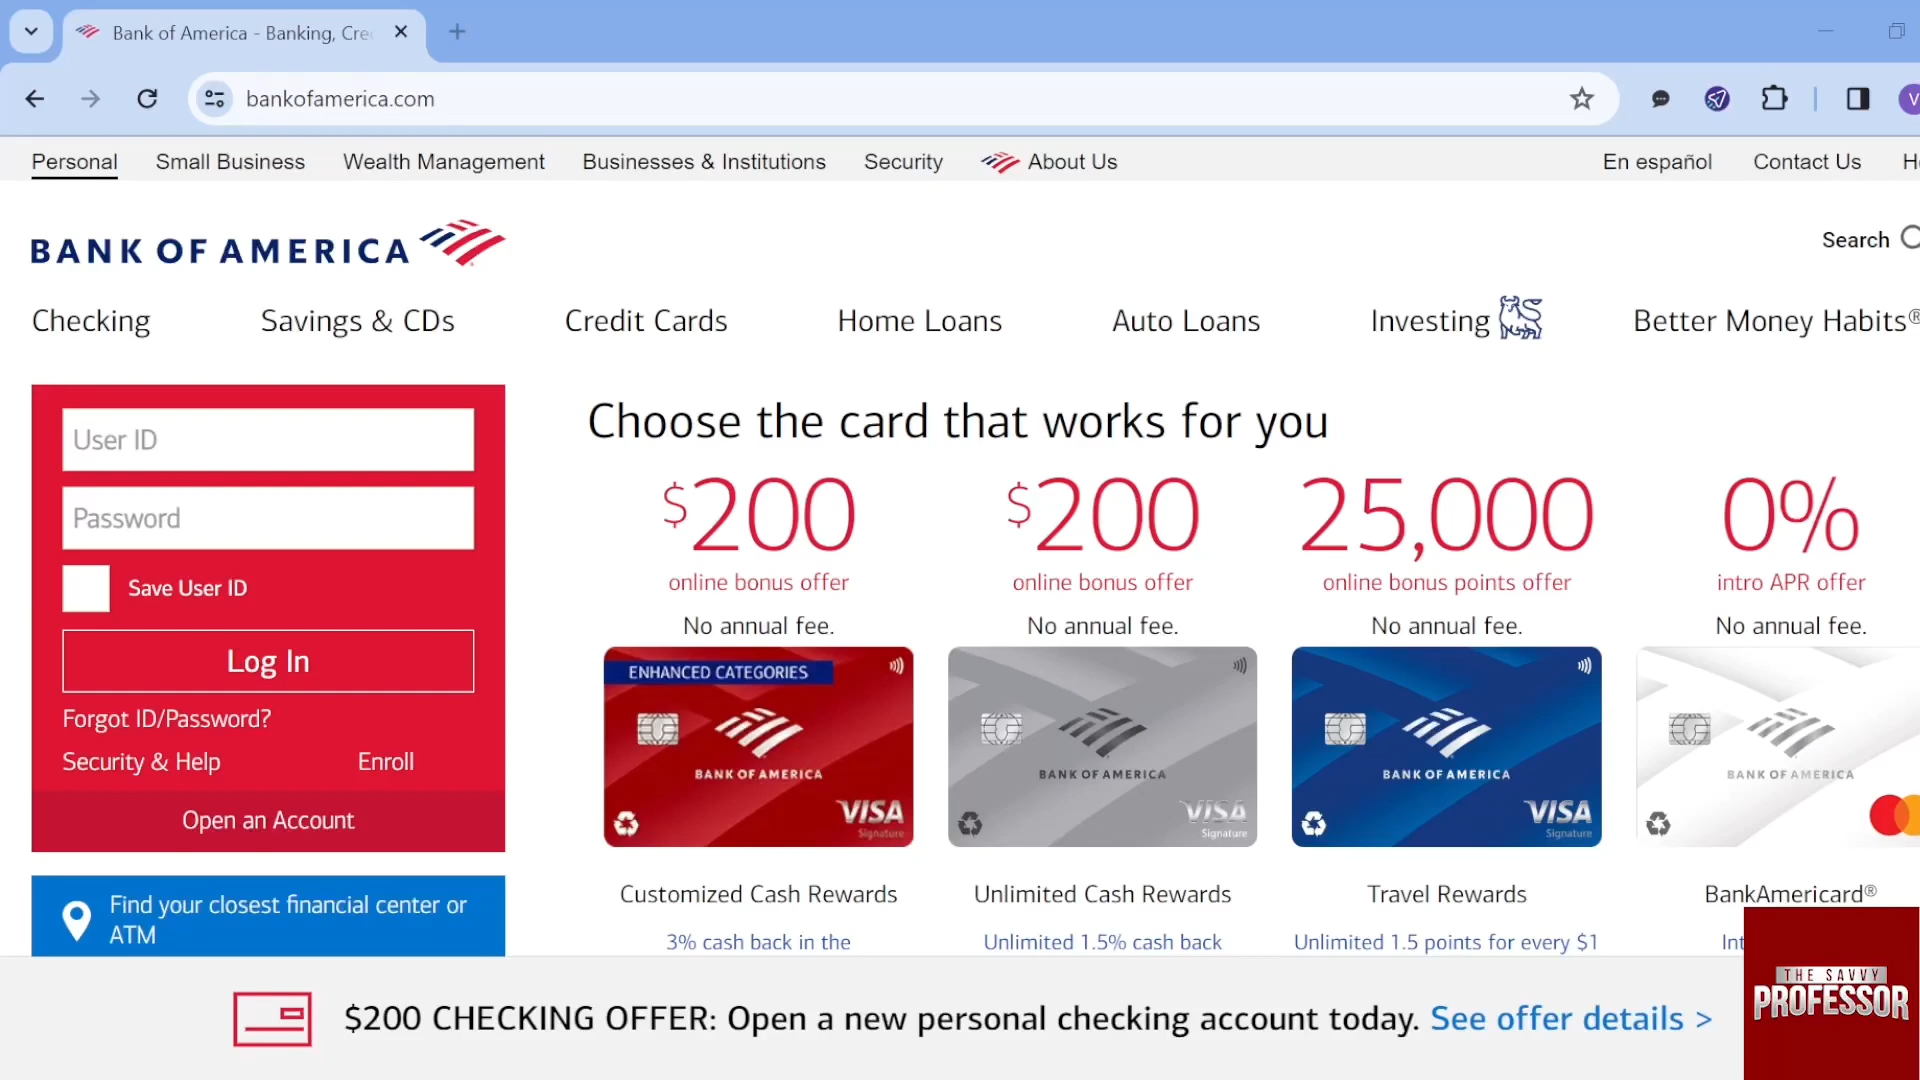 Bank of America - Banking, Cre
bankofamerica.com
Personal Small Business Wealth Management Businesses & Institutions Security About Us En español Contact Us
BANK OF AMERICA
Search
Checking Savings & CDs Credit Cards Home Loans Auto Loans Investing Better Money Habits®
User ID
Password
Save User ID
Log In
Forgot ID/Password?
Security & Help Enroll
Open an Account
Find your closest financial center or
ATM
Choose the card that works for you
$200 $200 25,000 0%
online bonus offer online bonus offer online bonus points offer intro APR offer
No annual fee. No annual fee. No annual fee. No annual fee.
ENHANCED CATEGORIES
BANK OF AMERICA BANK OF AMERICA BANK OF AMERICA BANK OF AMERICA
VISA VISA VISA
Signature Signature Signature
Customized Cash Rewards Unlimited Cash Rewards Travel Rewards BankAmericard®
3% cash back in the Unlimited 1.5% cash back Unlimited 1.5 points for every $1
$200 CHECKING OFFER: Open a new personal checking account today. See offer details >
THE SAVVY
PROFESSOR